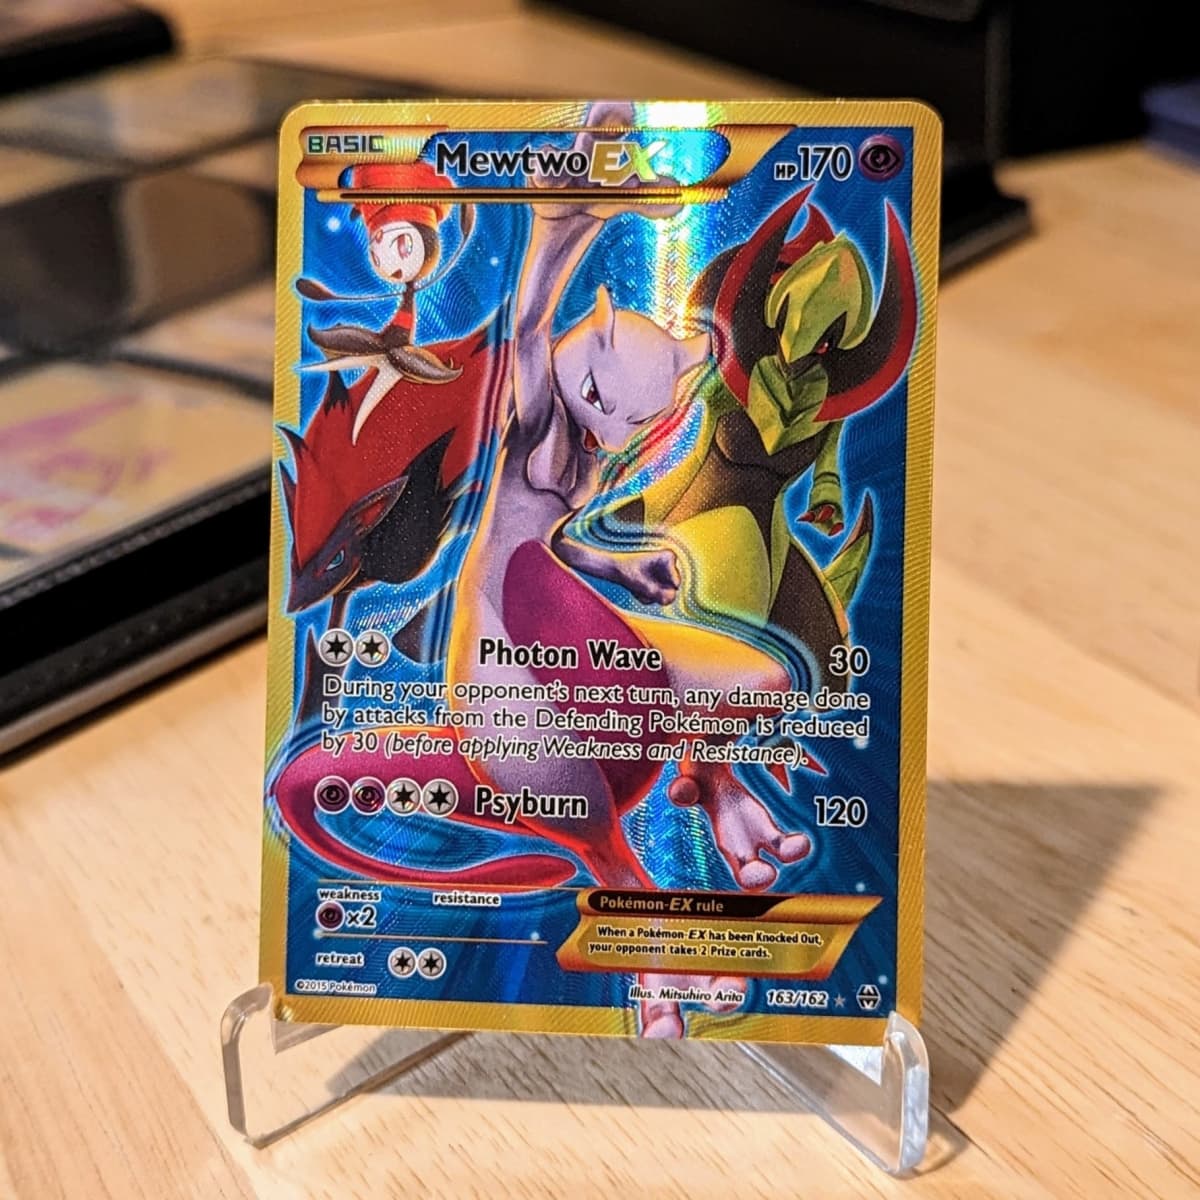 BASIC Mewtwo EX HP170
Photon Wave 30
During your opponent's next turn, any damage done
by attacks from the Defending Pokémon is reduced
by 30 (before applying Weakness and Resistance).
Psyburn 120
weakness resistance
×2
retreat
Pokémon-EX rule
When a Pokémon-EX has been Knocked Out,
your opponent takes 2 Prize cards.
©2015 Pokémon
Illus. Mitsuhiro Arita 163/162